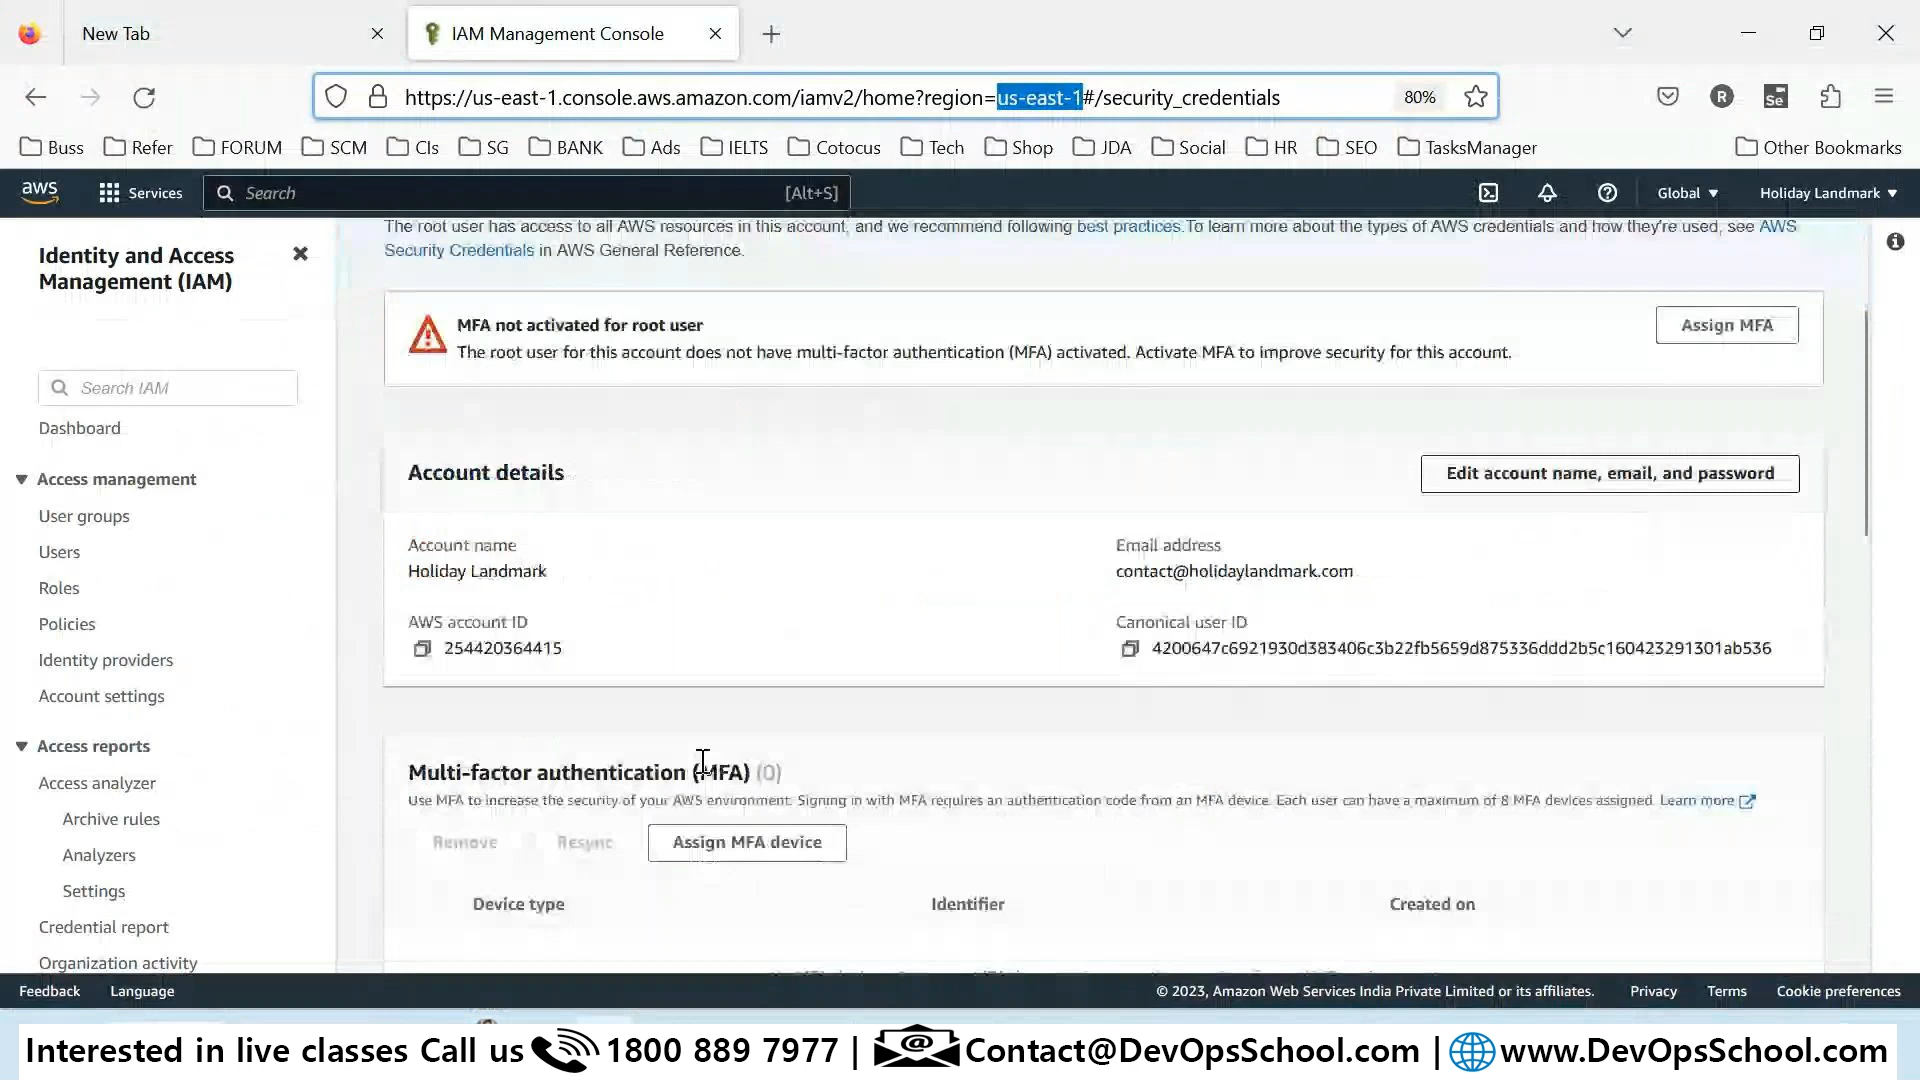 New Tab
IAM Management Console
https://us-east-1.console.aws.amazon.com/iamv2/home?region=us-east-1#/security_credentials
80%
Buss Refer FORUM SCM Cls SG BANK Ads IELTS Cotocus Tech Shop JDA Social HR SEO TasksManager Other Bookmarks
aws Services Search [Alt+S] Global Holiday Landmark
Identity and Access
Management (IAM)
Search IAM
Dashboard
Access management
User groups
Users
Roles
Policies
Identity providers
Account settings
Access reports
Access analyzer
Archive rules
Analyzers
Settings
Credential report
Organization activity
The root user has access to all AWS resources in this account, and we recommend following best practices.To learn more about the types of AWS credentials and how they're used, see AWS
Security Credentials in AWS General Reference.
MFA not activated for root user
The root user for this account does not have multi-factor authentication (MFA) activated. Activate MFA to improve security for this account.
Assign MFA
Account details
Edit account name, email, and password
Account name
Holiday Landmark
Email address
contact@holidaylandmark.com
AWS account ID
254420364415
Canonical user ID
4200647c6921930d383406c3b22fb5659d875336ddd2b5c160423291301ab536
Multi-factor authentication (MFA) (0)
Use MFA to increase the security of your AWS environment. Signing in with MFA requires an authentication code from an MFA device. Each user can have a maximum of 8 MFA devices assigned. Learn more
Remove Resync Assign MFA device
Device type Identifier Created on
Feedback Language © 2023, Amazon Web Services India Private Limited or its affiliates. Privacy Terms Cookie preferences
Interested in live classes Call us 1800 889 7977 | Contact@DevOpsSchool.com | www.DevOpsSchool.com